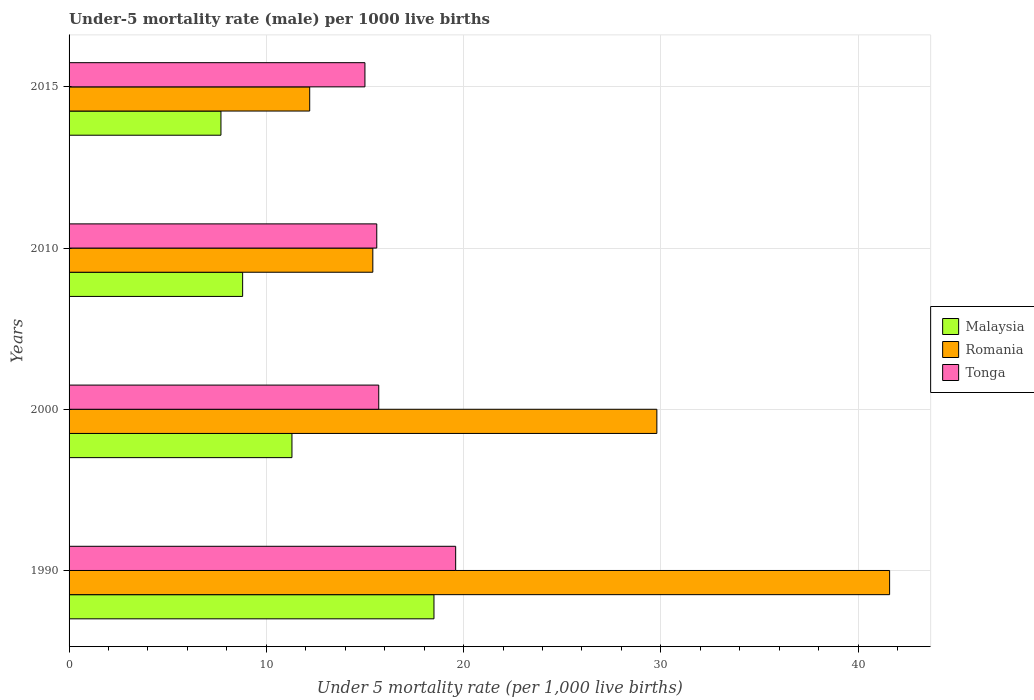 Under-5 mortality rate (male) per 1000 live births
2015
2010
2000
1990
Years
0
10
20
30
40
Under 5 mortality rate (per 1,000 live births)
Malaysia
Romania
Tonga